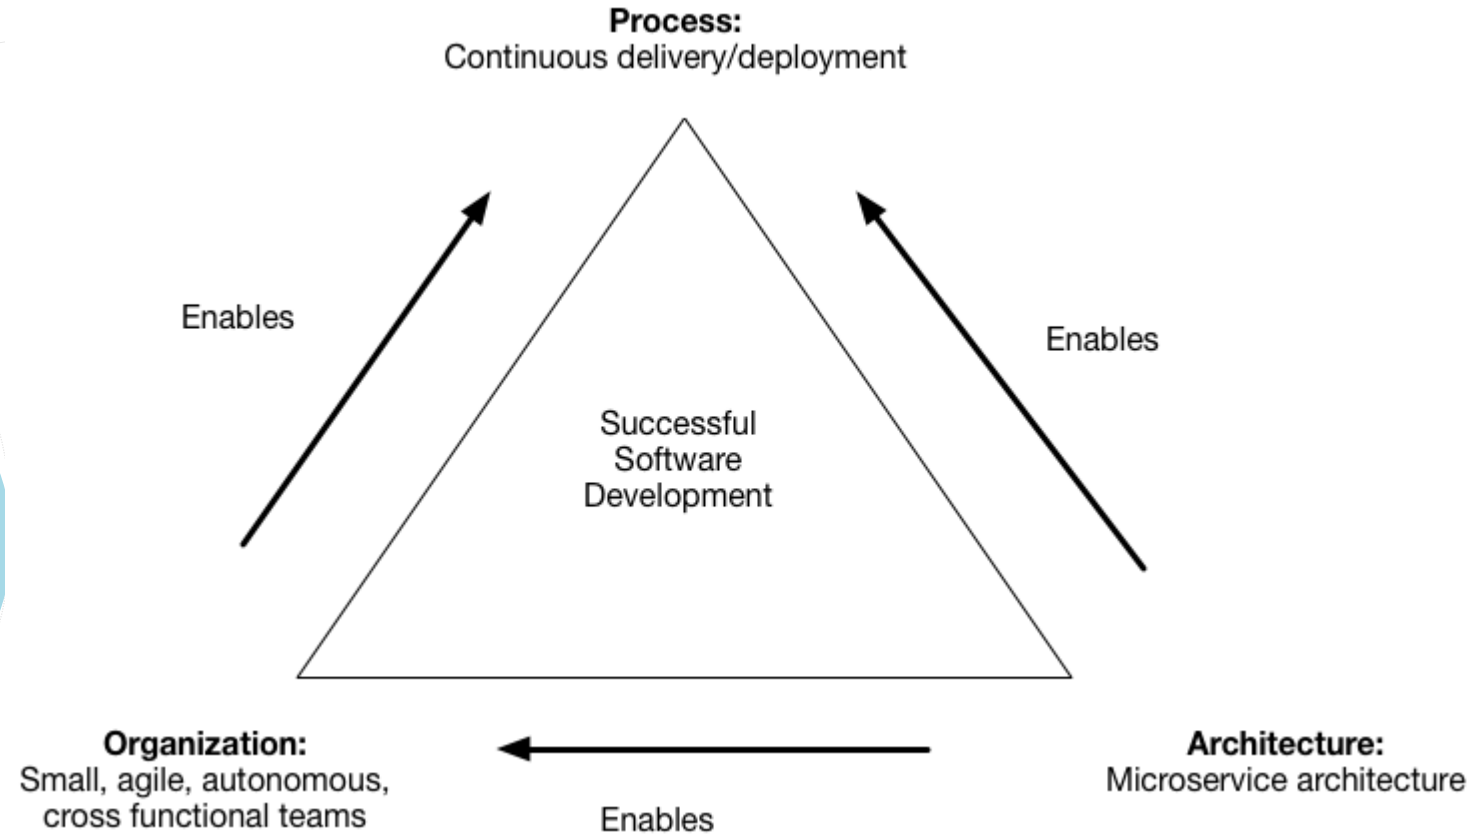 Process:
Continuous delivery/deployment
Enables
Enables
Successful
Software
Development
Organization:
Small, agile, autonomous,
cross functional teams
Architecture:
Microservice architecture
Enables